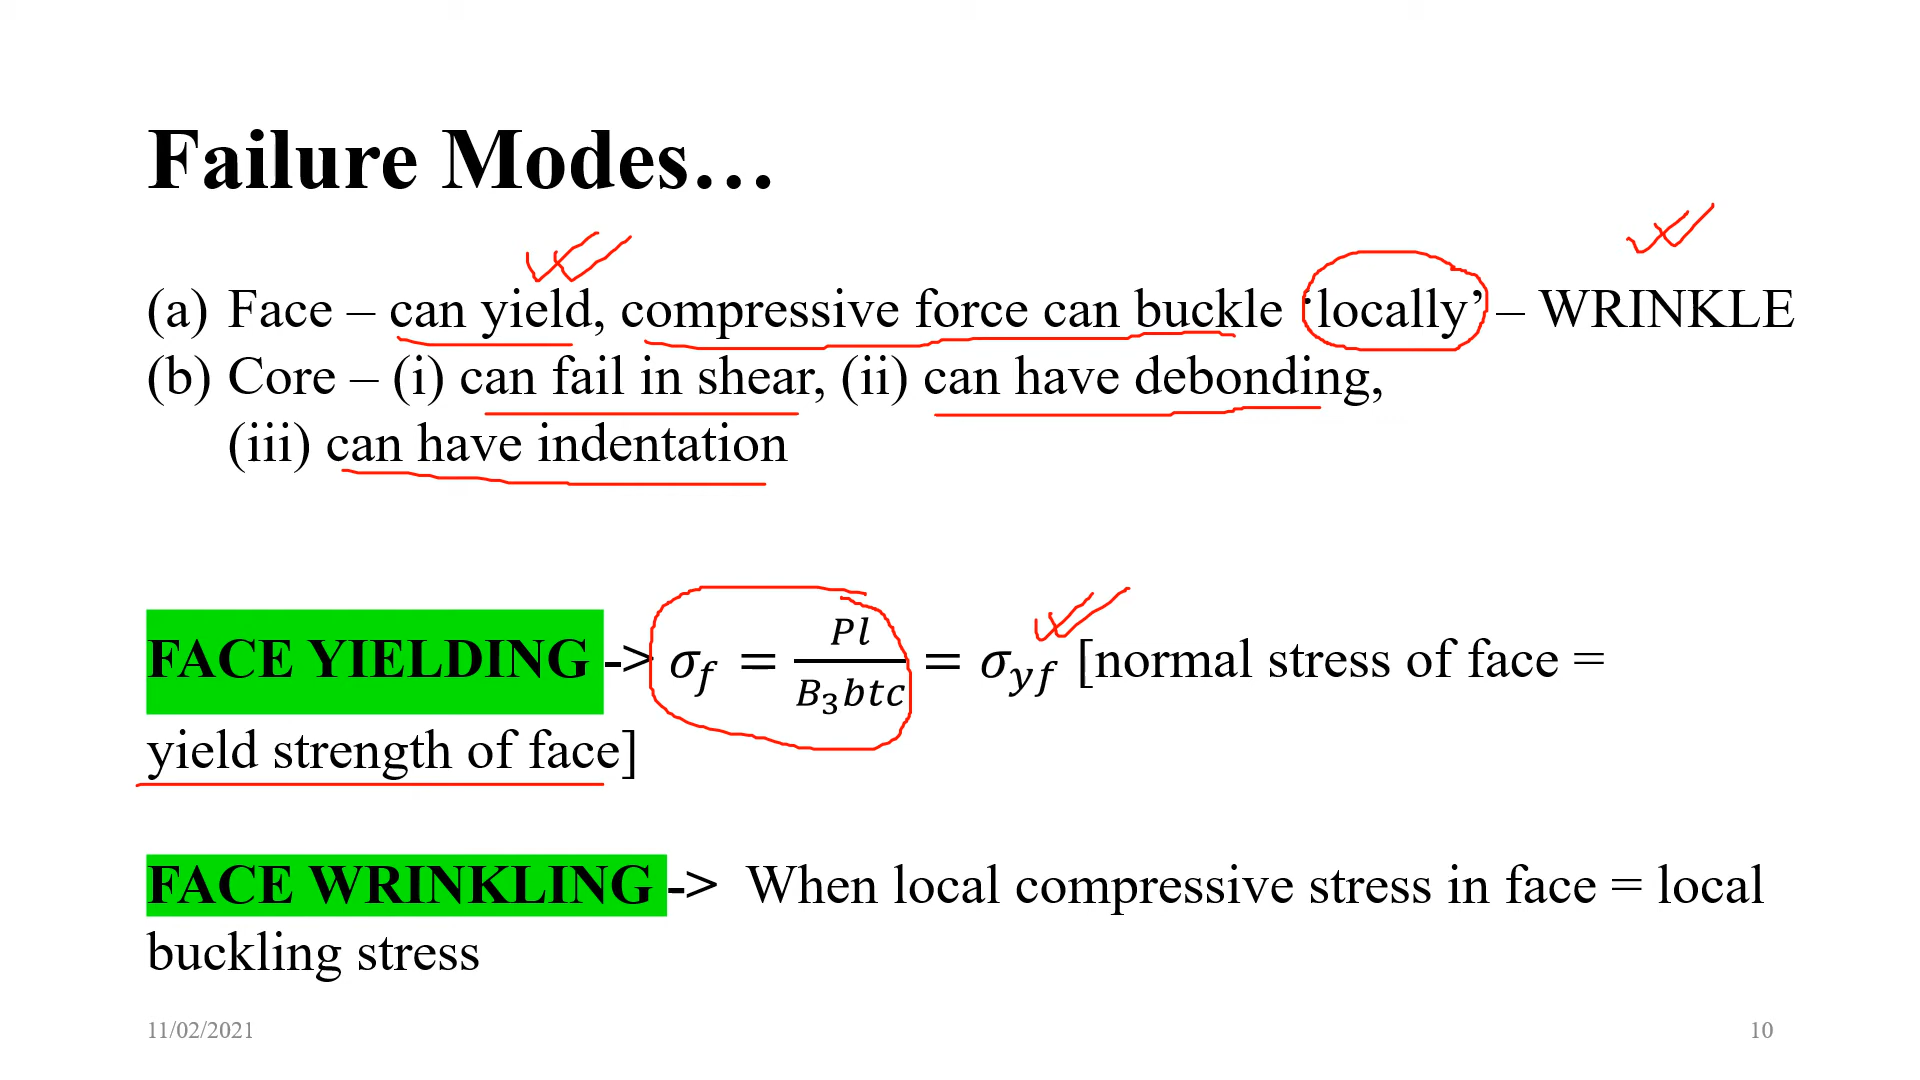 Failure Modes…
(a) Face – can yield, compressive force can buckle ‘locally’ – WRINKLE
(b) Core – (i) can fail in shear, (ii) can have debonding,
(iii) can have indentation
FACE YIELDING -> σ_f = Pl/(B₃btc) = σ_yf [normal stress of face =
yield strength of face]
FACE WRINKLING -> When local compressive stress in face = local
buckling stress
11/02/2021
10